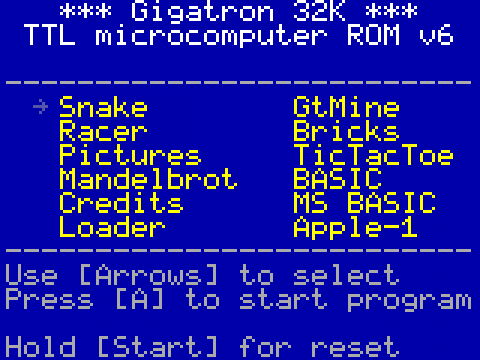 *** Gigatron 32K ***
TTL microcomputer ROM v6
--------------------------
→ Snake GtMine
Racer Bricks
Pictures TicTacToe
Mandelbrot BASIC
Credits MS BASIC
Loader Apple-1
--------------------------
Use [Arrows] to select
Press [A] to start program
Hold [Start] for reset